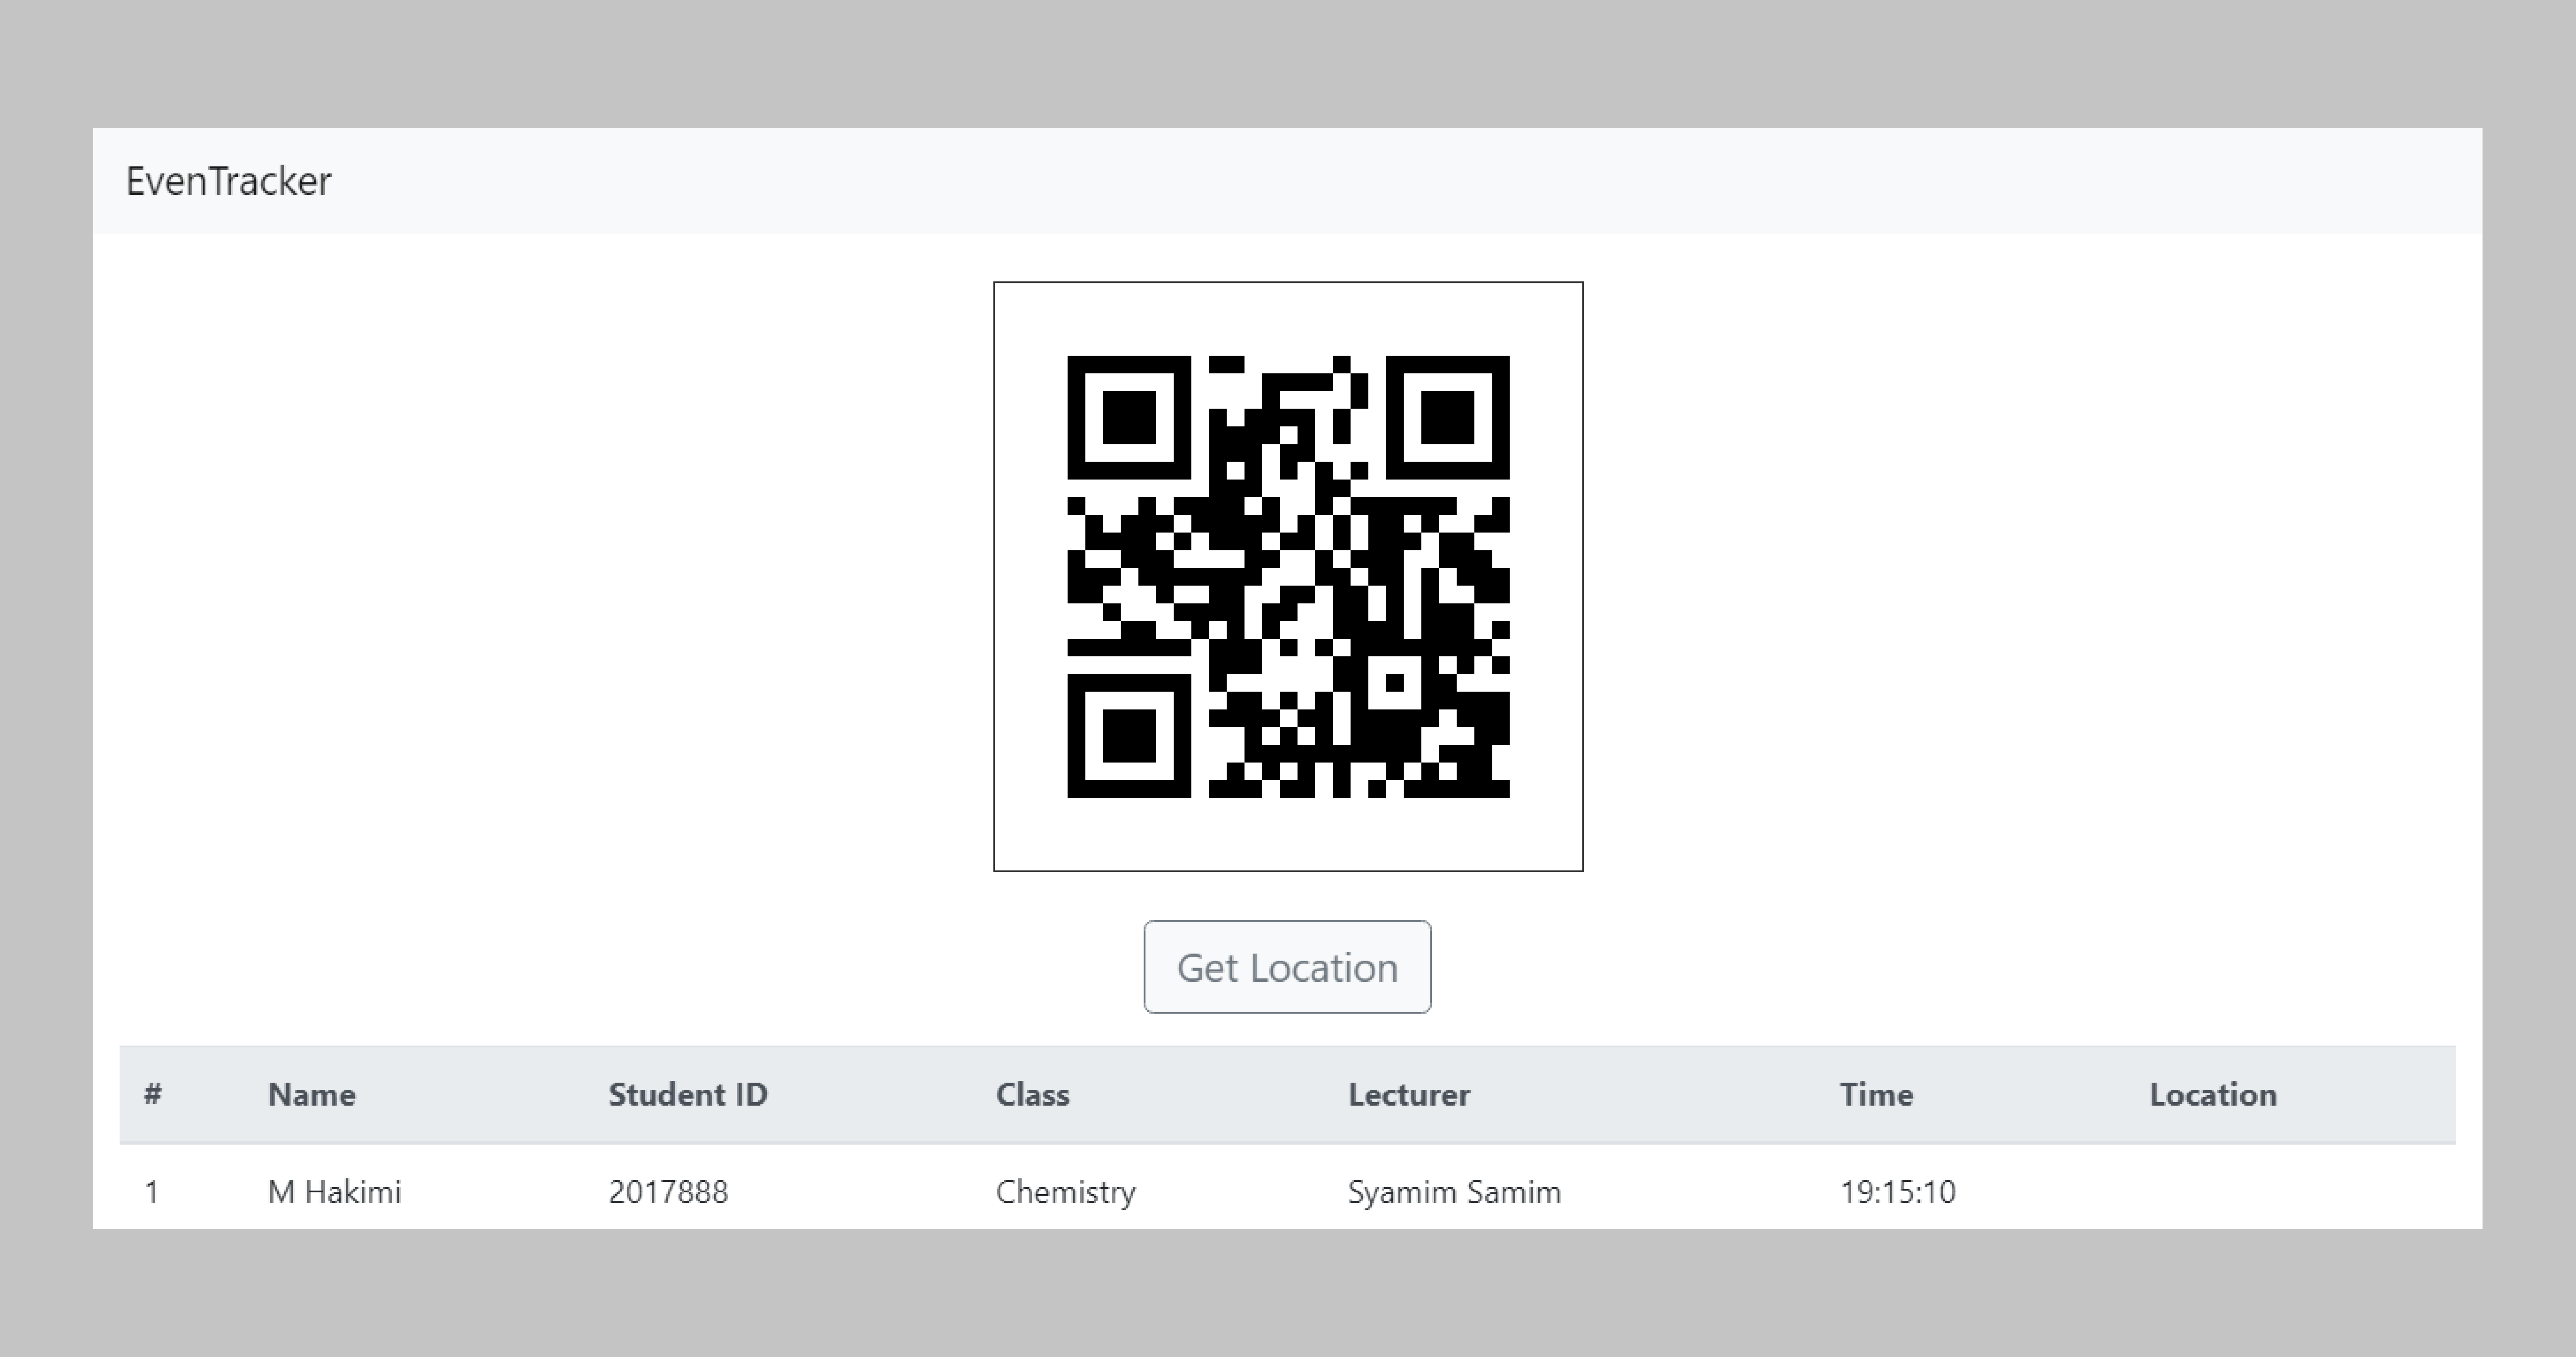 EvenTracker
Get Location
# Name Student ID Class Lecturer Time Location
1 M Hakimi 2017888 Chemistry Syamim Samim 19:15:10